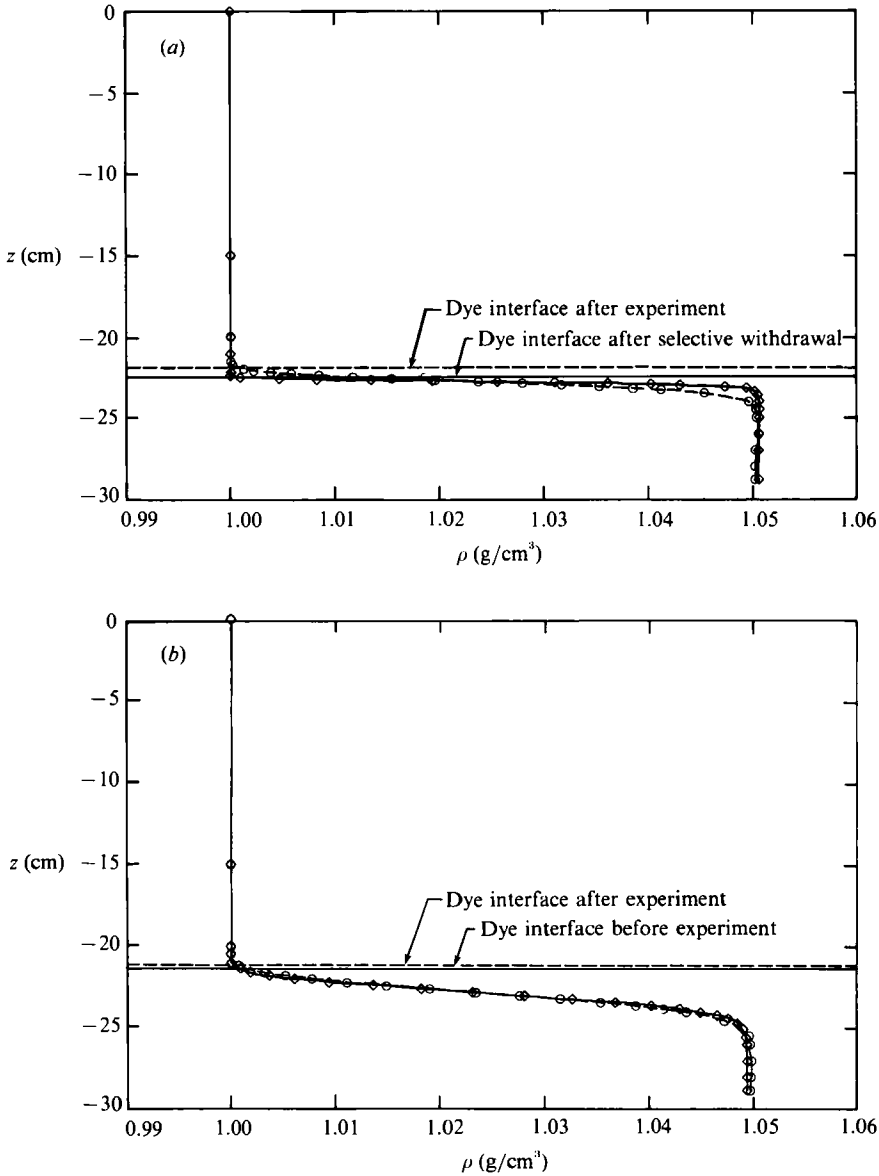 (a)
0
−5
−10
−15
−20
−25
−30
z (cm)
Dye interface after experiment
Dye interface after selective withdrawal
0.99 1.00 1.01 1.02 1.03 1.04 1.05 1.06
ρ (g/cm³)
(b)
0
−5
−10
−15
−20
−25
−30
z (cm)
Dye interface after experiment
Dye interface before experiment
0.99 1.00 1.01 1.02 1.03 1.04 1.05 1.06
ρ (g/cm³)